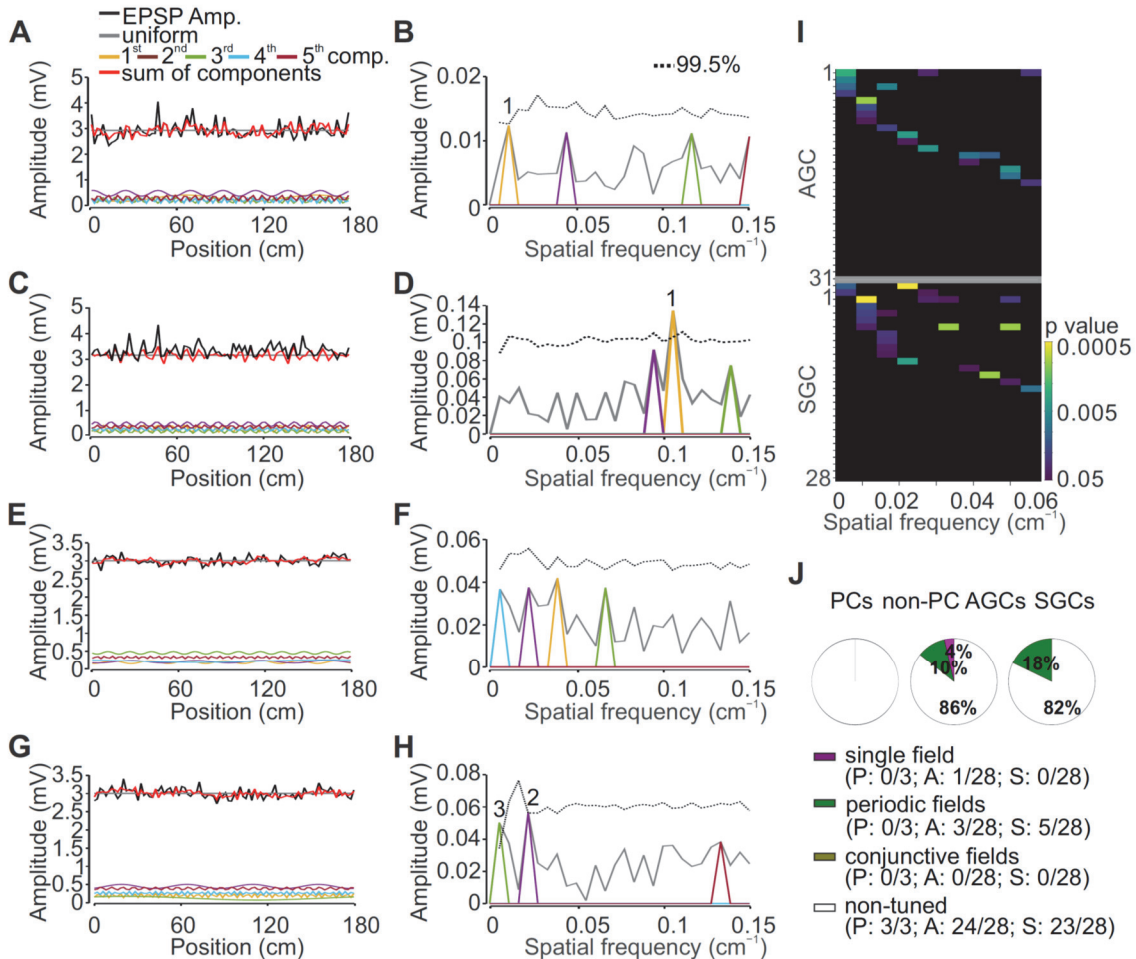 EPSP Amp.
uniform
1st 2nd 3rd 4th 5th comp.
sum of components
A
Amplitude (mV)
5
4
3
2
1
0
0 60 120 180
Position (cm)
B
99.5%
1
Amplitude (mV)
0.02
0.01
0
0 0.05 0.1 0.15
Spatial frequency (cm−1)
C
Amplitude (mV)
5
4
3
2
1
0
0 60 120 180
Position (cm)
D
1
Amplitude (mV)
0.14
0.12
0.10
0.08
0.06
0.04
0.02
0
0 0.05 0.1 0.15
Spatial frequency (cm−1)
E
Amplitude (mV)
3.5
3
2.5
2
1.5
1
0.5
0
0 60 120 180
Position (cm)
F
Amplitude (mV)
0.06
0.04
0.02
0
0 0.05 0.1 0.15
Spatial frequency (cm−1)
G
Amplitude (mV)
3.5
3
2.5
2
1.5
1
0.5
0
0 60 120 180
Position (cm)
H
3 2
Amplitude (mV)
0.08
0.06
0.04
0.02
0
0 0.05 0.1 0.15
Spatial frequency (cm−1)
I
1
AGC
31
1
SGC
28
0 0.02 0.04 0.06
Spatial frequency (cm−1)
p value
0.0005
0.005
0.05
J
PCs non-PC AGCs SGCs
4%
10%
86%
18%
82%
single field
(P: 0/3; A: 1/28; S: 0/28)
periodic fields
(P: 0/3; A: 3/28; S: 5/28)
conjunctive fields
(P: 0/3; A: 0/28; S: 0/28)
non-tuned
(P: 3/3; A: 24/28; S: 23/28)